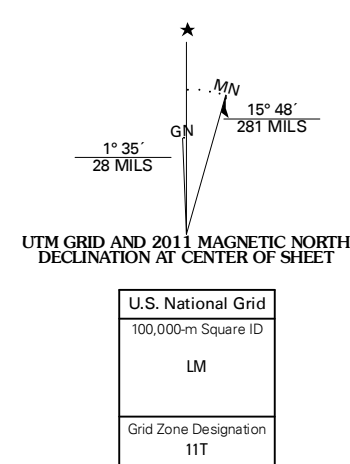 ★
MN
GN
15° 48´
281 MILS
1° 35´
28 MILS
UTM GRID AND 2011 MAGNETIC NORTH
DECLINATION AT CENTER OF SHEET
U.S. National Grid
100,000-m Square ID
LM
Grid Zone Designation
11T